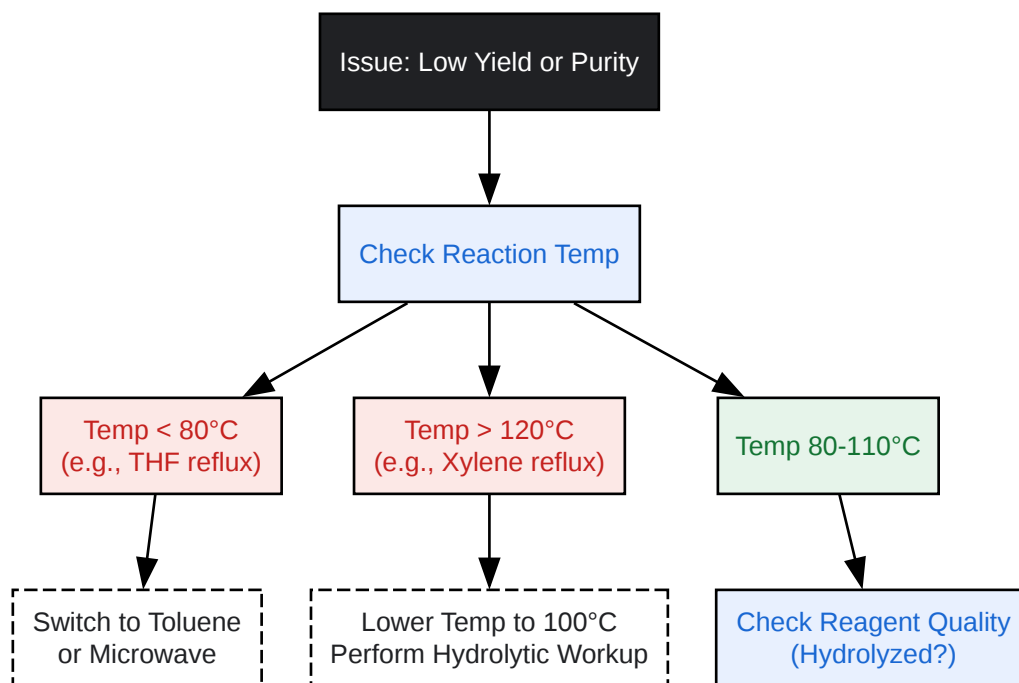 Issue: Low Yield or Purity
Check Reaction Temp
Temp < 80°C
(e.g., THF reflux)
Temp > 120°C
(e.g., Xylene reflux)
Temp 80-110°C
Switch to Toluene
or Microwave
Lower Temp to 100°C
Perform Hydrolytic Workup
Check Reagent Quality
(Hydrolyzed?)